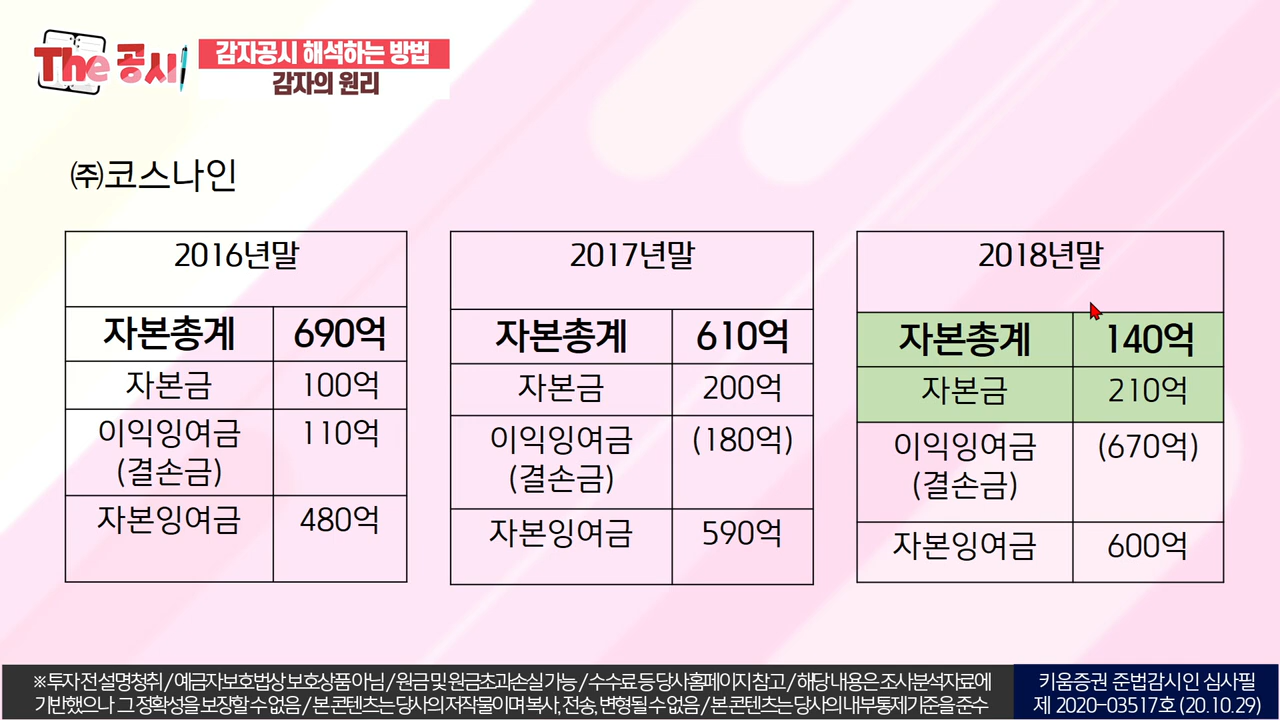 The 공시
감자공시 해석하는 방법
감자의 원리
㈜코스나인
2016년말
자본총계 690억
자본금 100억
이익잉여금 110억
(결손금)
자본잉여금 480억
2017년말
자본총계 610억
자본금 200억
이익잉여금 (180억)
(결손금)
자본잉여금 590억
2018년말
자본총계 140억
자본금 210억
이익잉여금 (670억)
(결손금)
자본잉여금 600억
※ 투자 전 설명청취 / 예금자보호법상 보호상품 아님 / 원금 및 원금초과손실 가능 / 수수료 등 당사홈페이지 참고 / 해당 내용은 조사분석자료에
기반했으나 그 정확성을 보장할 수 없음 / 본 콘텐츠는 당사의 저작물이며 복사, 전송, 변형될 수 없음 / 본 콘텐츠는 당사의 내부통제기준을 준수
키움증권 준법감시인 심사필
제 2020-03517호 (20.10.29)